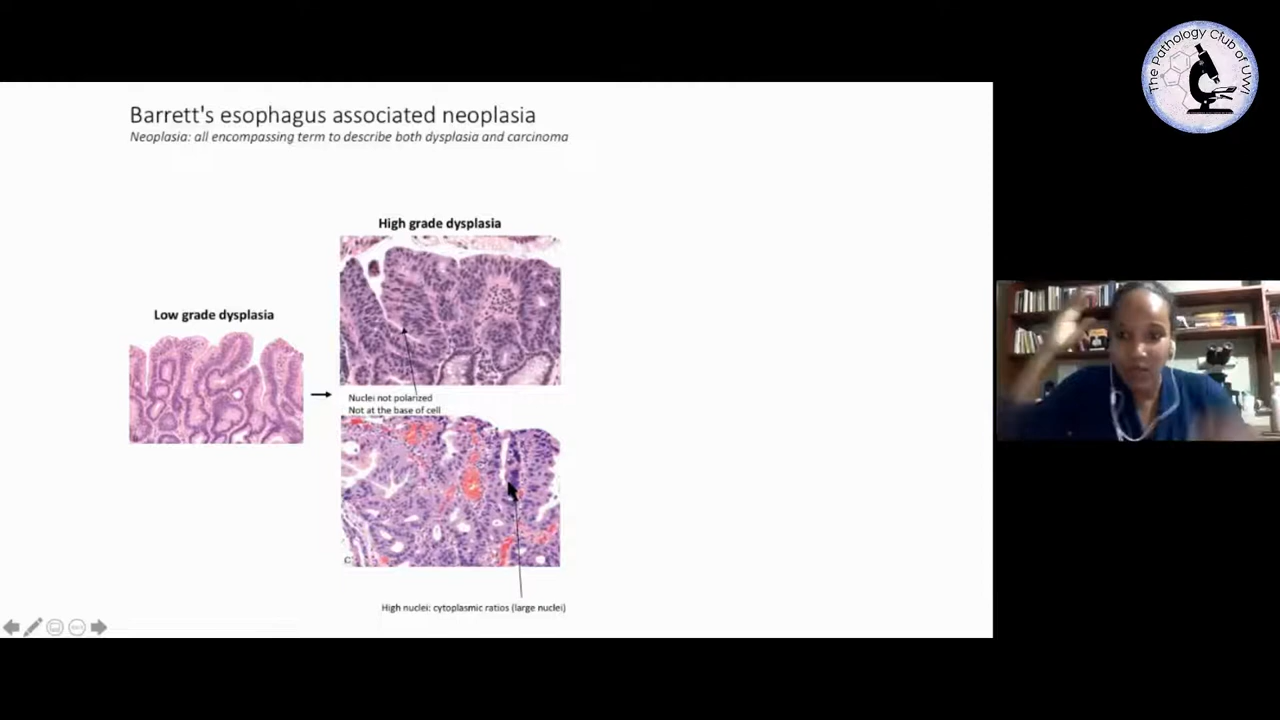 The Pathology Club of UWI
Barrett's esophagus associated neoplasia
Neoplasia: all encompassing term to describe both dysplasia and carcinoma
High grade dysplasia
Low grade dysplasia
Nuclei not polarized
Not at the base of cell
C
High nuclei: cytoplasmic ratios (large nuclei)